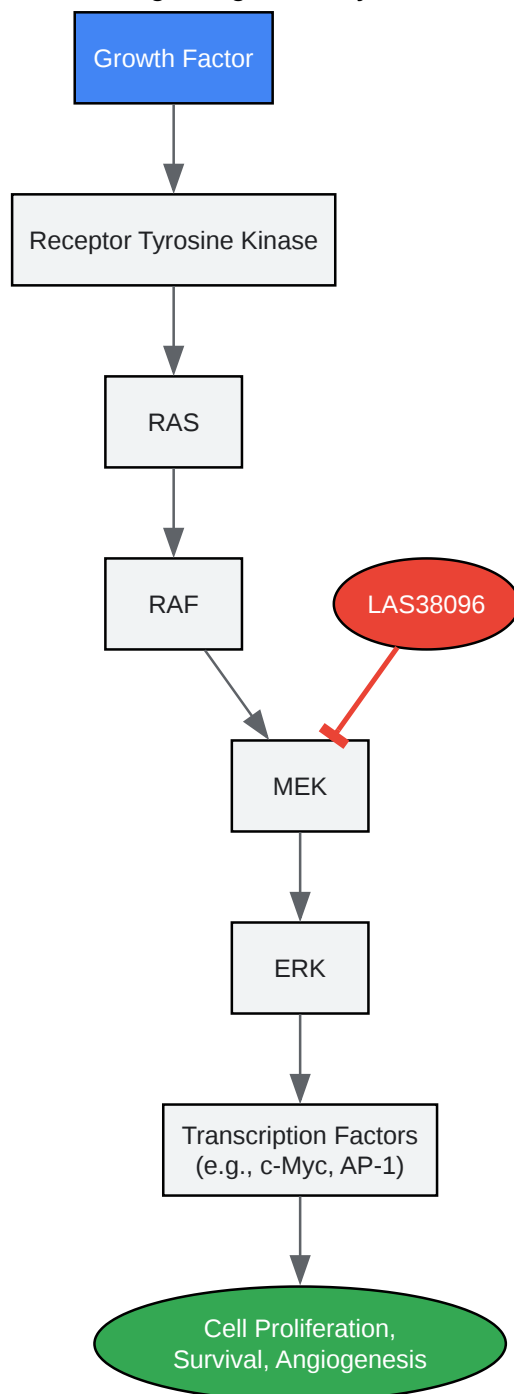 Growth Factor
Receptor Tyrosine Kinase
RAS
RAF
LAS38096
MEK
ERK
Transcription Factors
(e.g., c-Myc, AP-1)
Cell Proliferation,
Survival, Angiogenesis